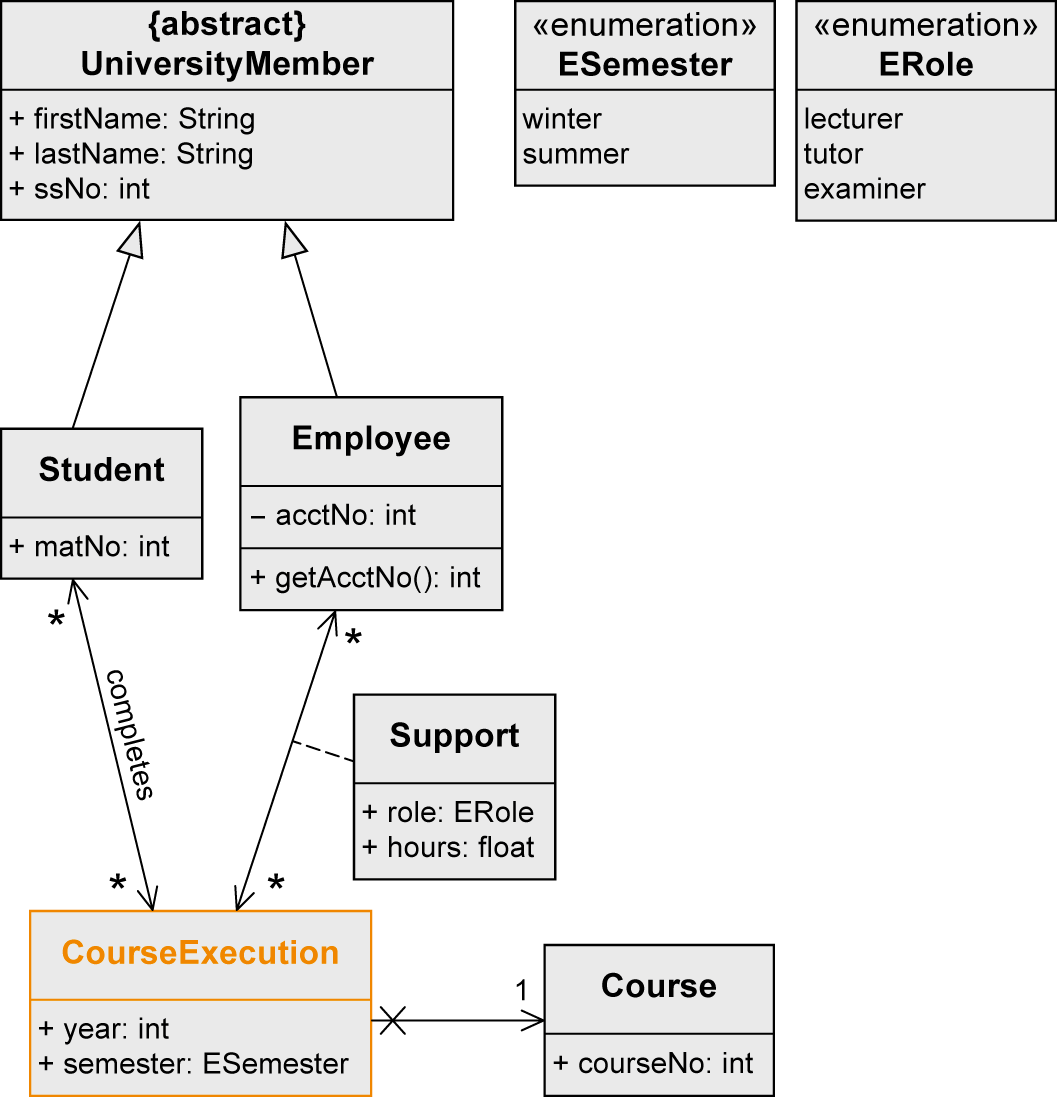 {abstract}
UniversityMember
+ firstName: String
+ lastName: String
+ ssNo: int
«enumeration»
ESemester
winter
summer
«enumeration»
ERole
lecturer
tutor
examiner
Student
+ matNo: int
Employee
– acctNo: int
+ getAcctNo(): int
*
*
completes
Support
+ role: ERole
+ hours: float
*
*
CourseExecution
+ year: int
+ semester: ESemester
1
Course
+ courseNo: int